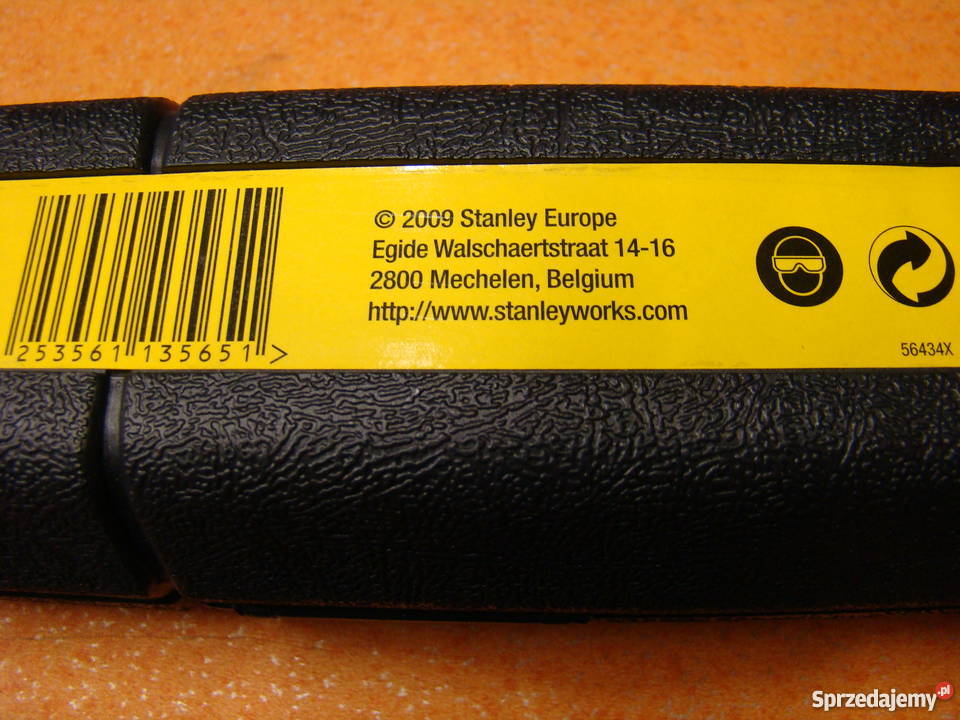 253561 135651 >
© 2009 Stanley Europe
Egide Walschaertstraat 14-16
2800 Mechelen, Belgium
http://www.stanleyworks.com
56434X
Sprzedajemy.pl